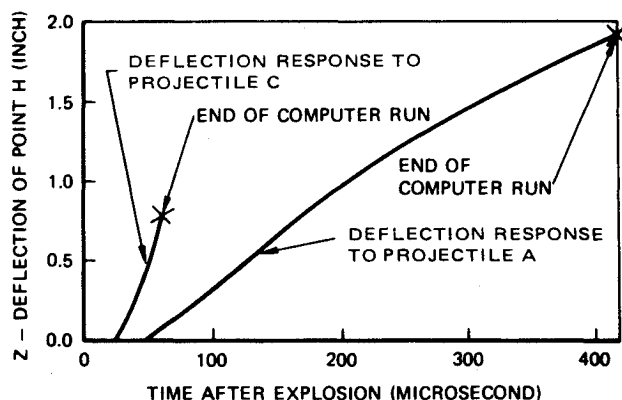 2.0
DEFLECTION RESPONSE TO
PROJECTILE C
END OF COMPUTER RUN
1.5
1.0
END OF
COMPUTER RUN
DEFLECTION RESPONSE
TO PROJECTILE A
0.5
0.0
0
100
200
300
400
Z – DEFLECTION OF POINT H (INCH)
TIME AFTER EXPLOSION (MICROSECOND)